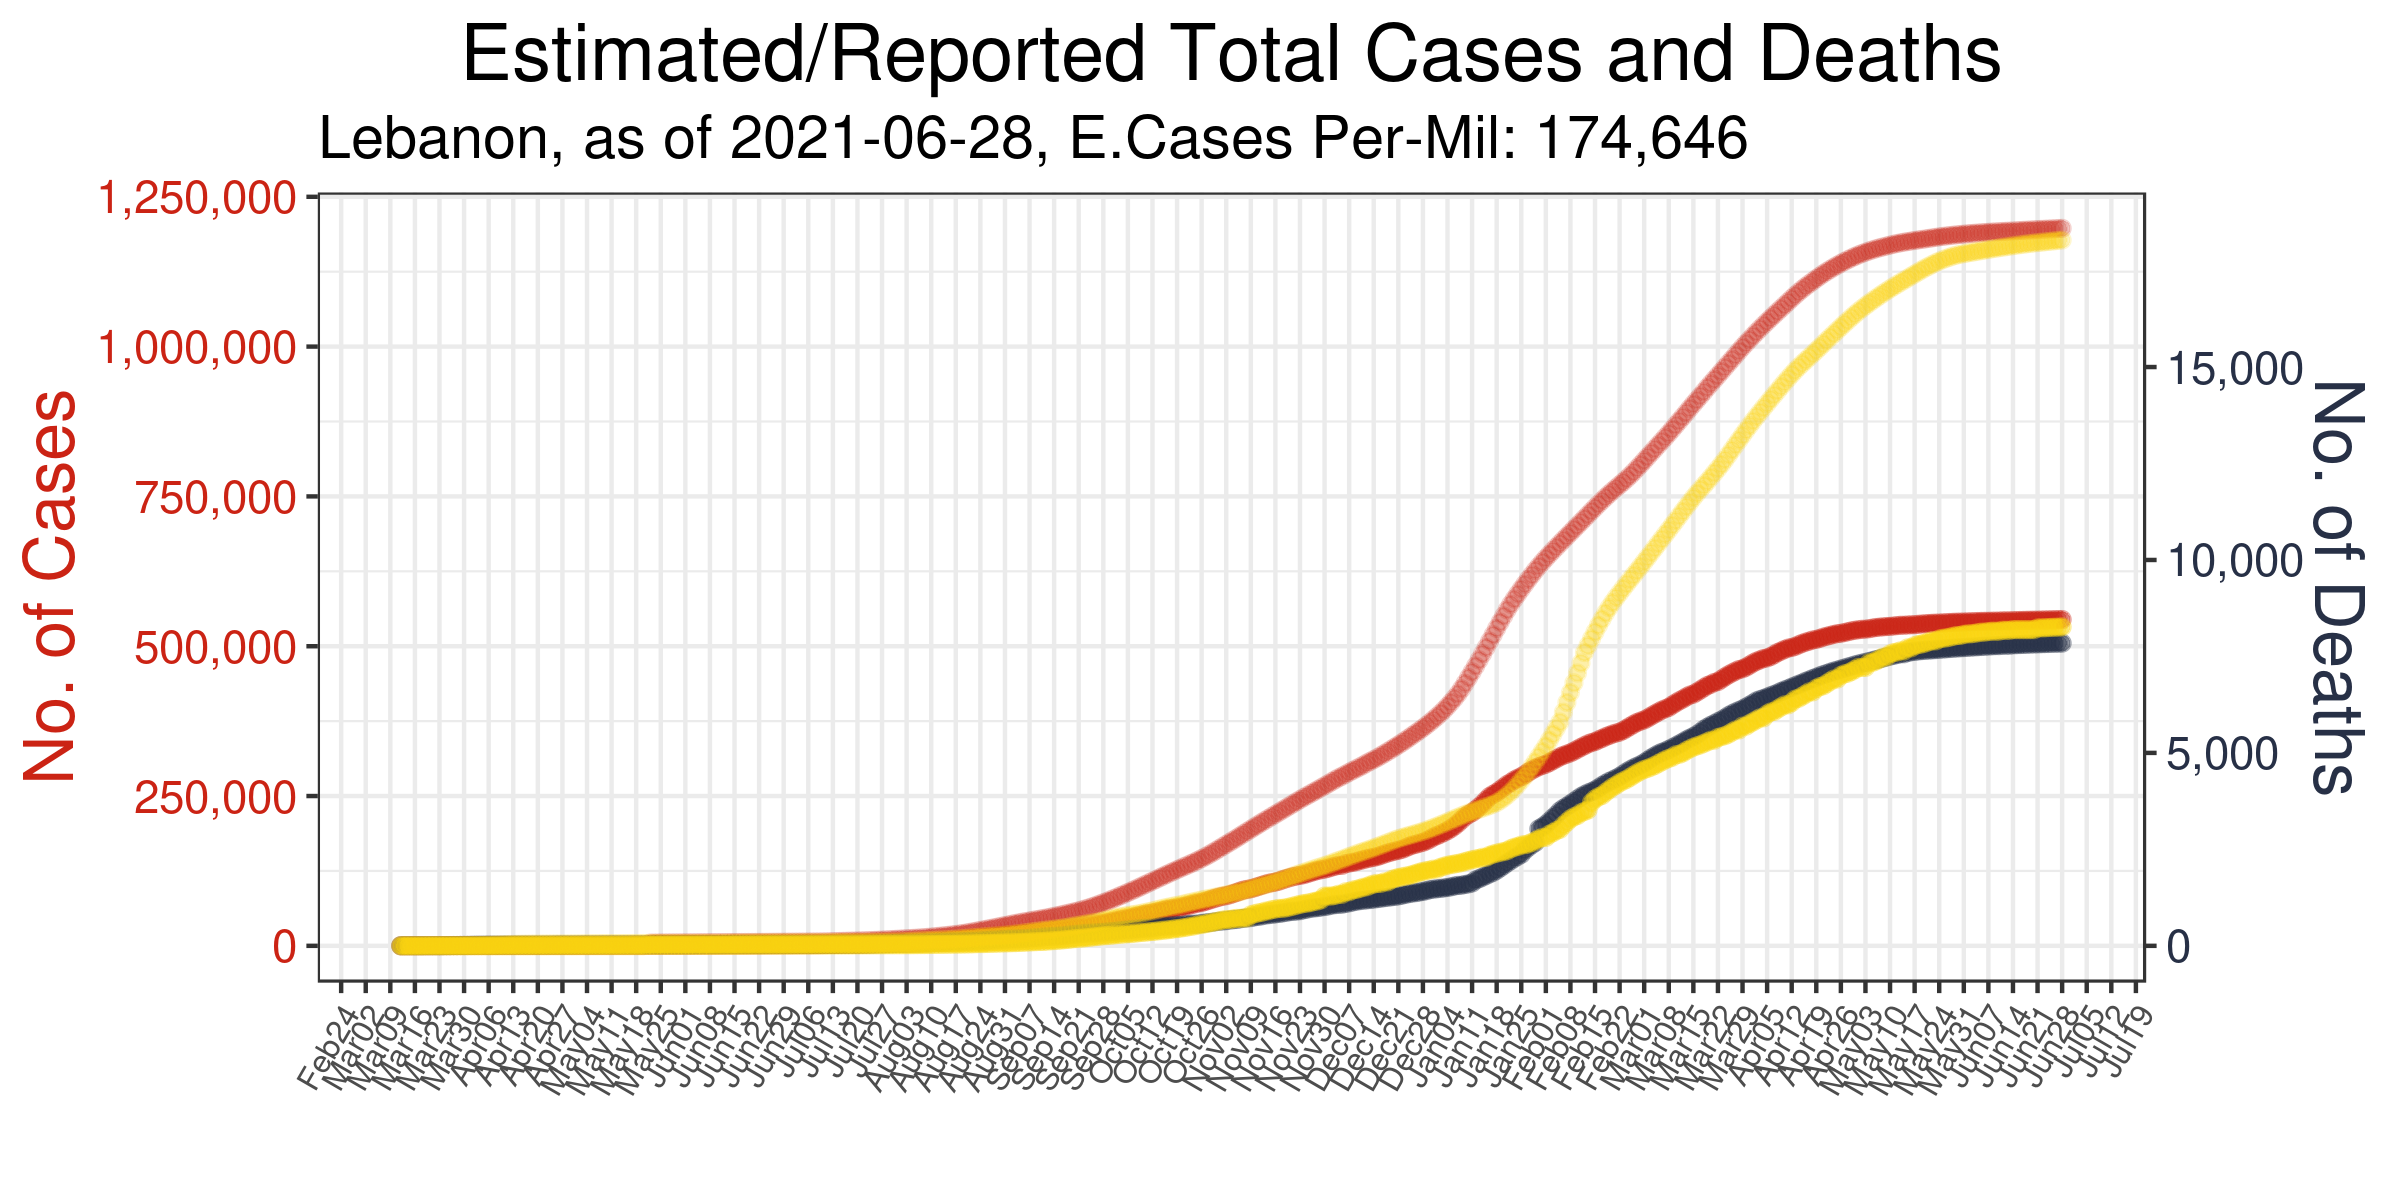 Estimated/Reported Total Cases and Deaths
Lebanon, as of 2021-06-28, E.Cases Per-Mil: 174,646
No. of Cases
1,250,000
1,000,000
750,000
500,000
250,000
0
15,000
10,000
5,000
0
No. of Deaths
Feb24
Mar02
Mar09
Mar16
Mar23
Mar30
Apr06
Apr13
Apr20
Apr27
May04
May11
May18
May25
Jun01
Jun08
Jun15
Jun22
Jun29
Jul06
Jul13
Jul20
Jul27
Aug03
Aug10
Aug17
Aug24
Aug31
Sep07
Sep14
Sep21
Sep28
Oct05
Oct12
Oct19
Oct26
Nov02
Nov09
Nov16
Nov23
Nov30
Dec07
Dec14
Dec21
Dec28
Jan04
Jan11
Jan18
Jan25
Feb01
Feb08
Feb15
Feb22
Mar01
Mar08
Mar15
Mar22
Mar29
Apr05
Apr12
Apr19
Apr26
May03
May10
May17
May24
May31
Jun07
Jun14
Jun21
Jun28
Jul05
Jul12
Jul19